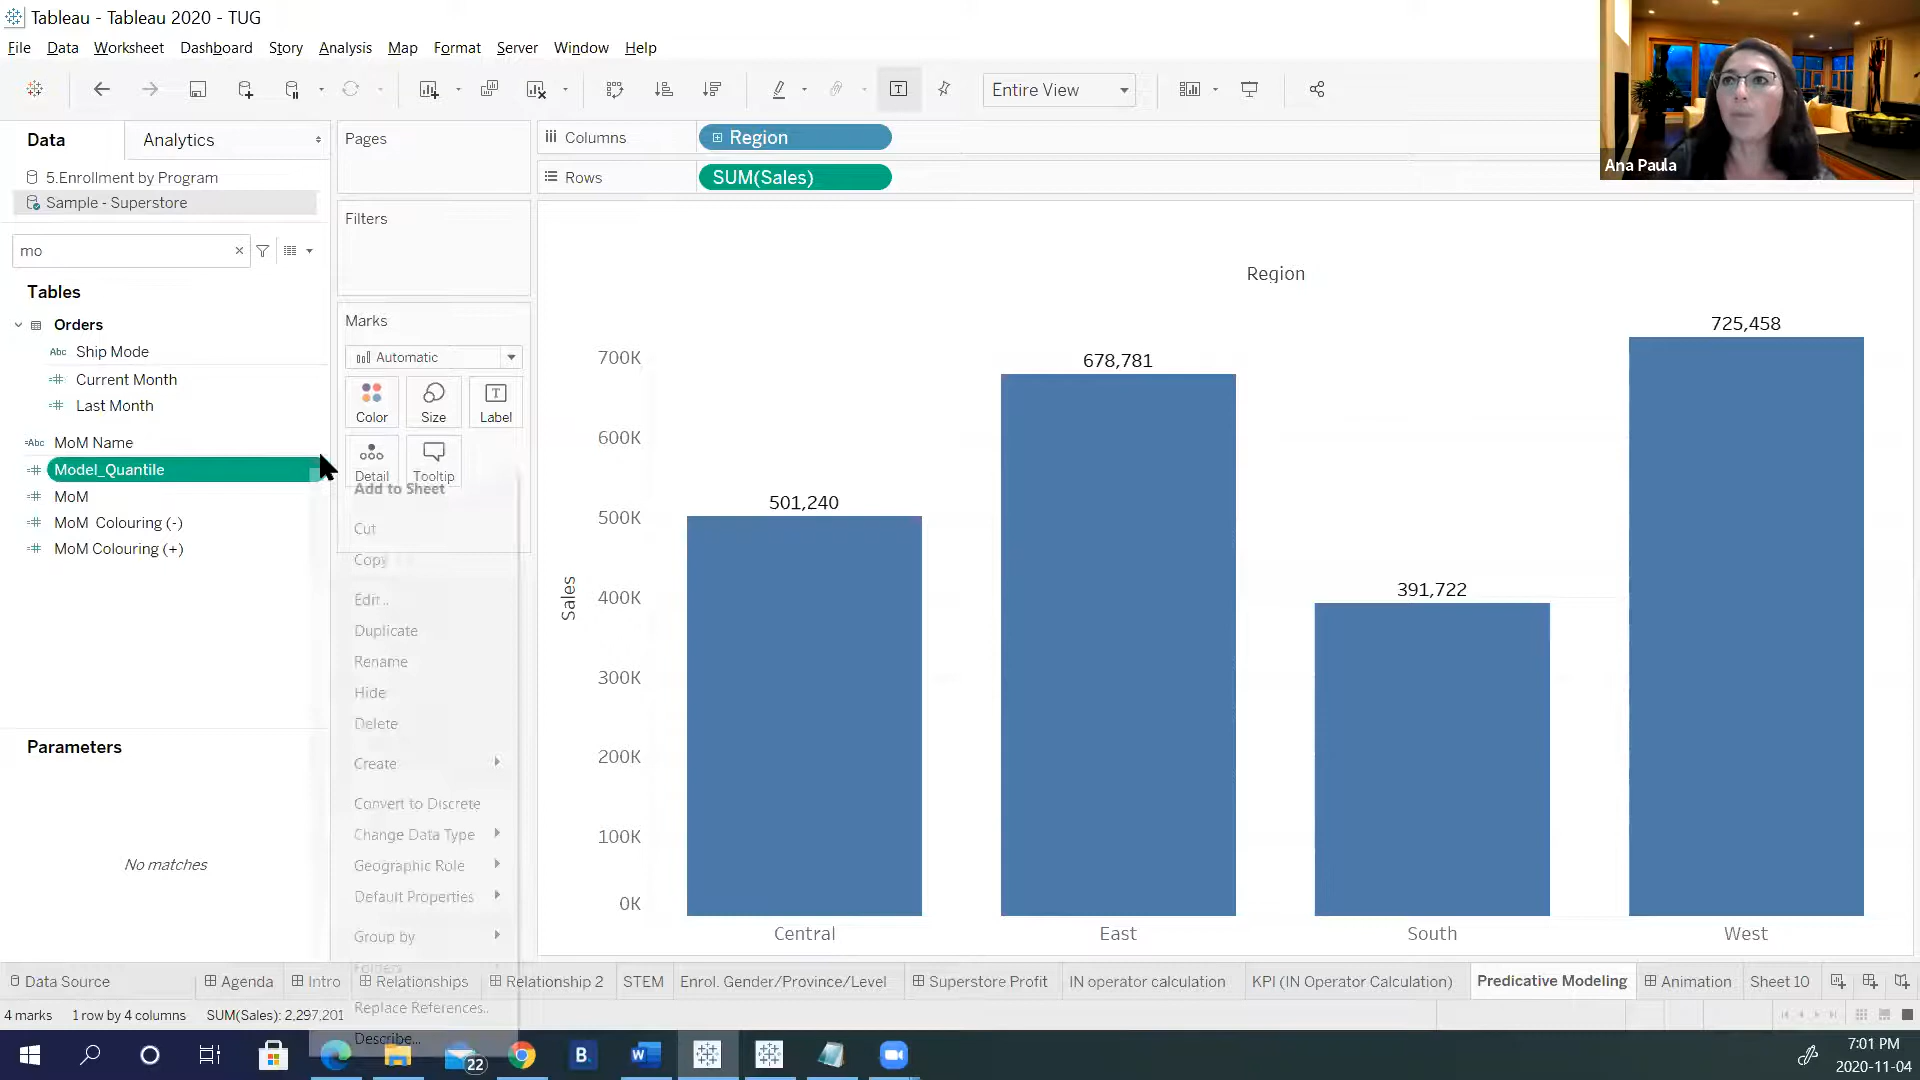 Tableau - Tableau 2020 - TUG
File Data Worksheet Dashboard Story Analysis Map Format Server Window Help
Entire View
Data
Analytics
5.Enrollment by Program
Sample - Superstore
mo
Tables
Orders
Abc Ship Mode
Current Month
Last Month
=Abc MoM Name
Model_Quantile
MoM
MoM Colouring (-)
MoM Colouring (+)
Parameters
No matches
Pages
Filters
Marks
Automatic
Color Size Label
Detail Tooltip
Add to Sheet
Cut
Copy
Edit...
Duplicate
Rename
Hide
Delete
Create
Convert to Discrete
Change Data Type
Geographic Role
Default Properties
Group by
Folders
Replace References...
Describe...
Columns Region
Rows SUM(Sales)
Ana Paula
Region
Sales
700K
600K
500K
400K
300K
200K
100K
0K
501,240
678,781
391,722
725,458
Central East South West
Data Source Agenda Intro Relationships Relationship 2 STEM Enrol. Gender/Province/Level Superstore Profit IN operator calculation KPI (IN Operator Calculation) Predicative Modeling Animation Sheet 10
4 marks 1 row by 4 columns SUM(Sales): 2,297,201
22
B.
W
7:01 PM
2020-11-04